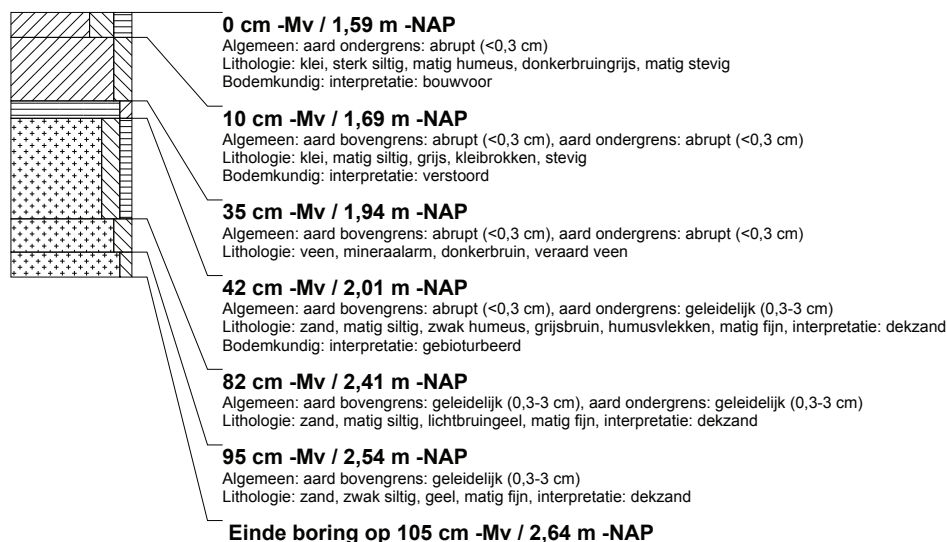 0 cm -Mv / 1,59 m -NAP
Algemeen: aard ondergrens: abrupt (<0,3 cm)
Lithologie: klei, sterk siltig, matig humeus, donkerbruingrijs, matig stevig
Bodemkundig: interpretatie: bouwvoor
10 cm -Mv / 1,69 m -NAP
Algemeen: aard bovengrens: abrupt (<0,3 cm), aard ondergrens: abrupt (<0,3 cm)
Lithologie: klei, matig siltig, grijs, kleibrokken, stevig
Bodemkundig: interpretatie: verstoord
35 cm -Mv / 1,94 m -NAP
Algemeen: aard bovengrens: abrupt (<0,3 cm), aard ondergrens: abrupt (<0,3 cm)
Lithologie: veen, mineraalarm, donkerbruin, veraard veen
42 cm -Mv / 2,01 m -NAP
Algemeen: aard bovengrens: abrupt (<0,3 cm), aard ondergrens: geleidelijk (0,3-3 cm)
Lithologie: zand, matig siltig, zwak humeus, grijsbruin, humusvlekken, matig fijn, interpretatie: dekzand
Bodemkundig: interpretatie: gebioturbeerd
82 cm -Mv / 2,41 m -NAP
Algemeen: aard bovengrens: geleidelijk (0,3-3 cm), aard ondergrens: geleidelijk (0,3-3 cm)
Lithologie: zand, matig siltig, lichtbruingeel, matig fijn, interpretatie: dekzand
95 cm -Mv / 2,54 m -NAP
Algemeen: aard bovengrens: geleidelijk (0,3-3 cm)
Lithologie: zand, zwak siltig, geel, matig fijn, interpretatie: dekzand
Einde boring op 105 cm -Mv / 2,64 m -NAP